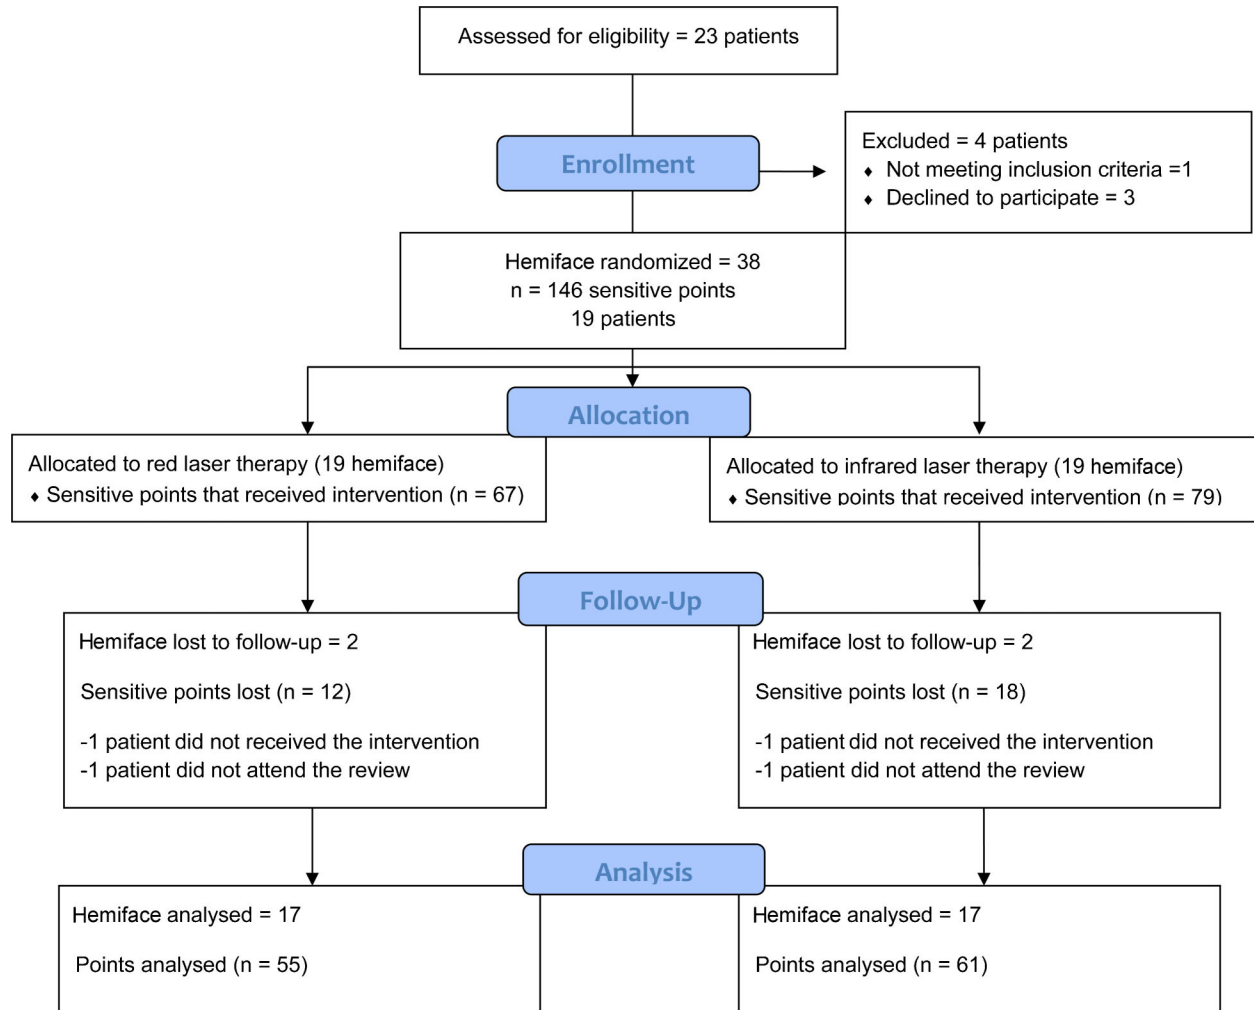 Assessed for eligibility = 23 patients
Enrollment
Excluded = 4 patients
♦ Not meeting inclusion criteria =1
♦ Declined to participate = 3
Hemiface randomized = 38
n = 146 sensitive points
19 patients
Allocation
Allocated to red laser therapy (19 hemiface)
♦ Sensitive points that received intervention (n = 67)
Allocated to infrared laser therapy (19 hemiface)
♦ Sensitive points that received intervention (n = 79)
Follow-Up
Hemiface lost to follow-up = 2
Sensitive points lost (n = 12)
-1 patient did not received the intervention
-1 patient did not attend the review
Hemiface lost to follow-up = 2
Sensitive points lost (n = 18)
-1 patient did not received the intervention
-1 patient did not attend the review
Analysis
Hemiface analysed = 17
Points analysed (n = 55)
Hemiface analysed = 17
Points analysed (n = 61)